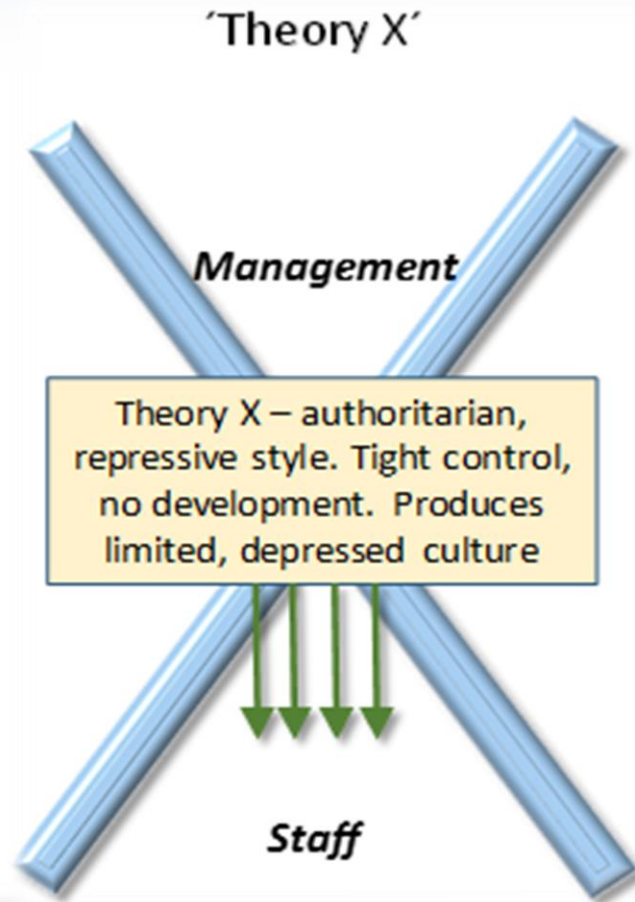 ´Theory X´
Management
Theory X – authoritarian,
repressive style. Tight control,
no development. Produces
limited, depressed culture
Staff